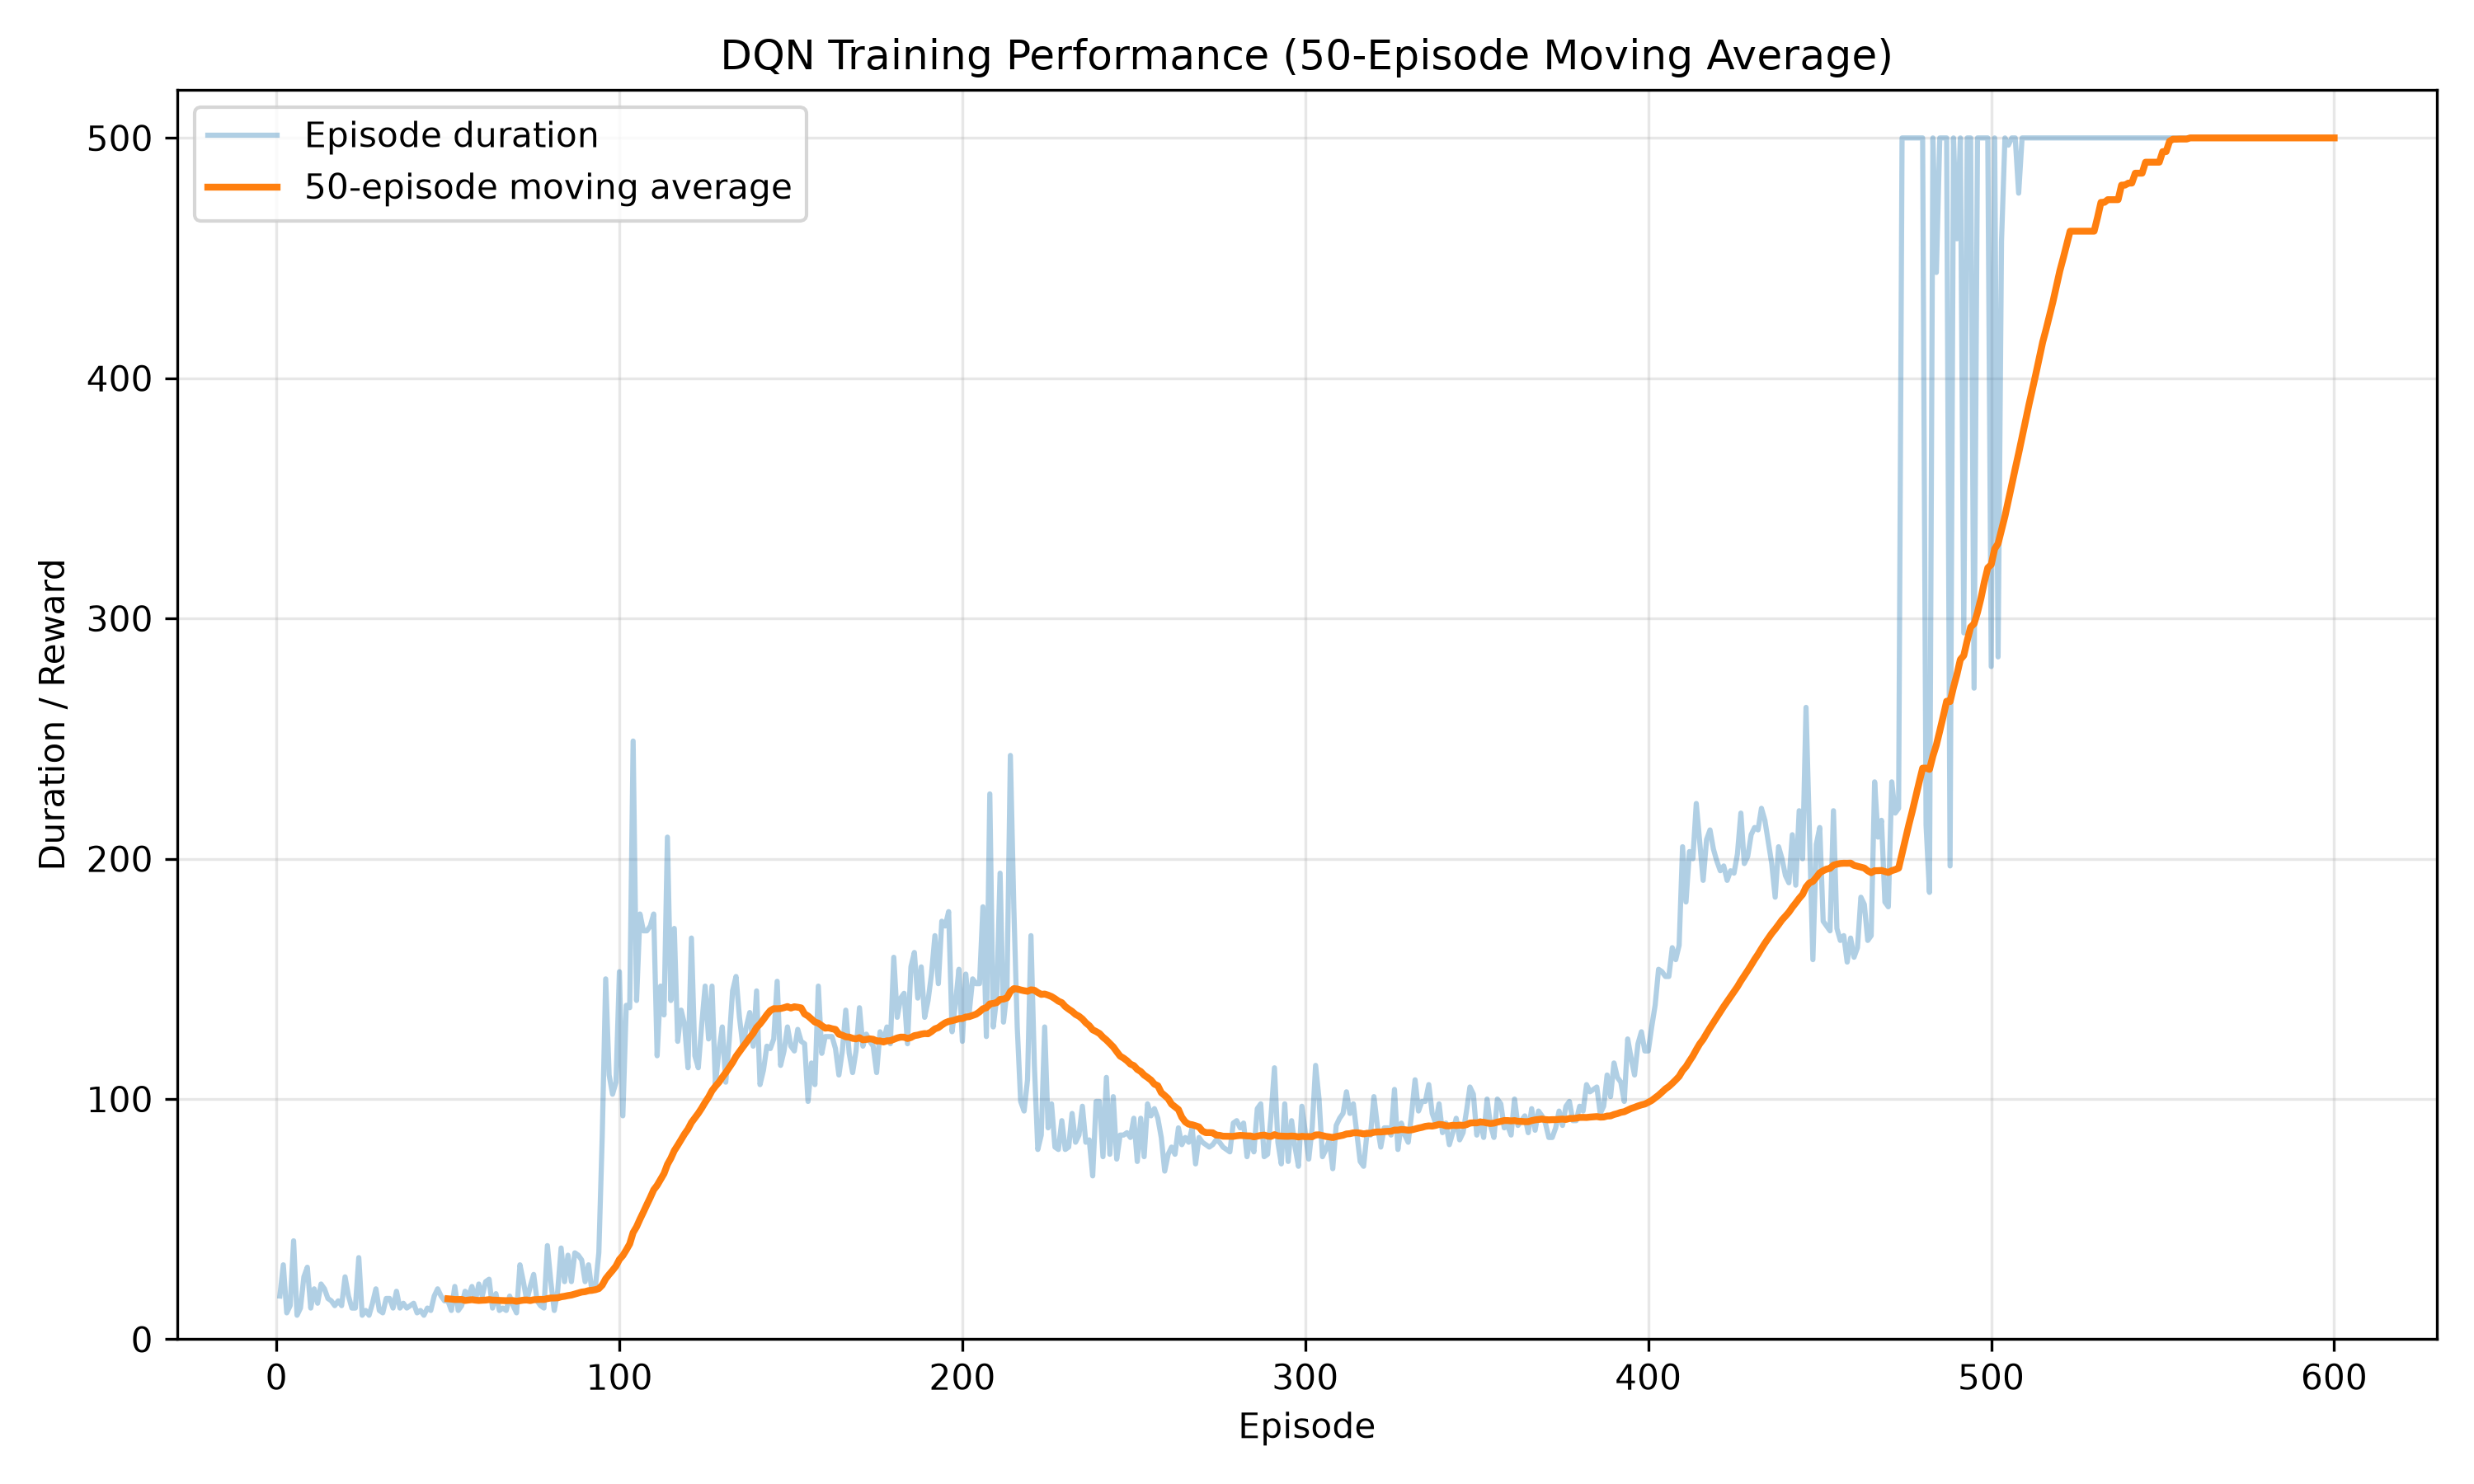 DQN Training Performance (50-Episode Moving Average)
Episode duration
50-episode moving average
500
400
300
200
100
0
Duration / Reward
0 100 200 300 400 500 600
Episode